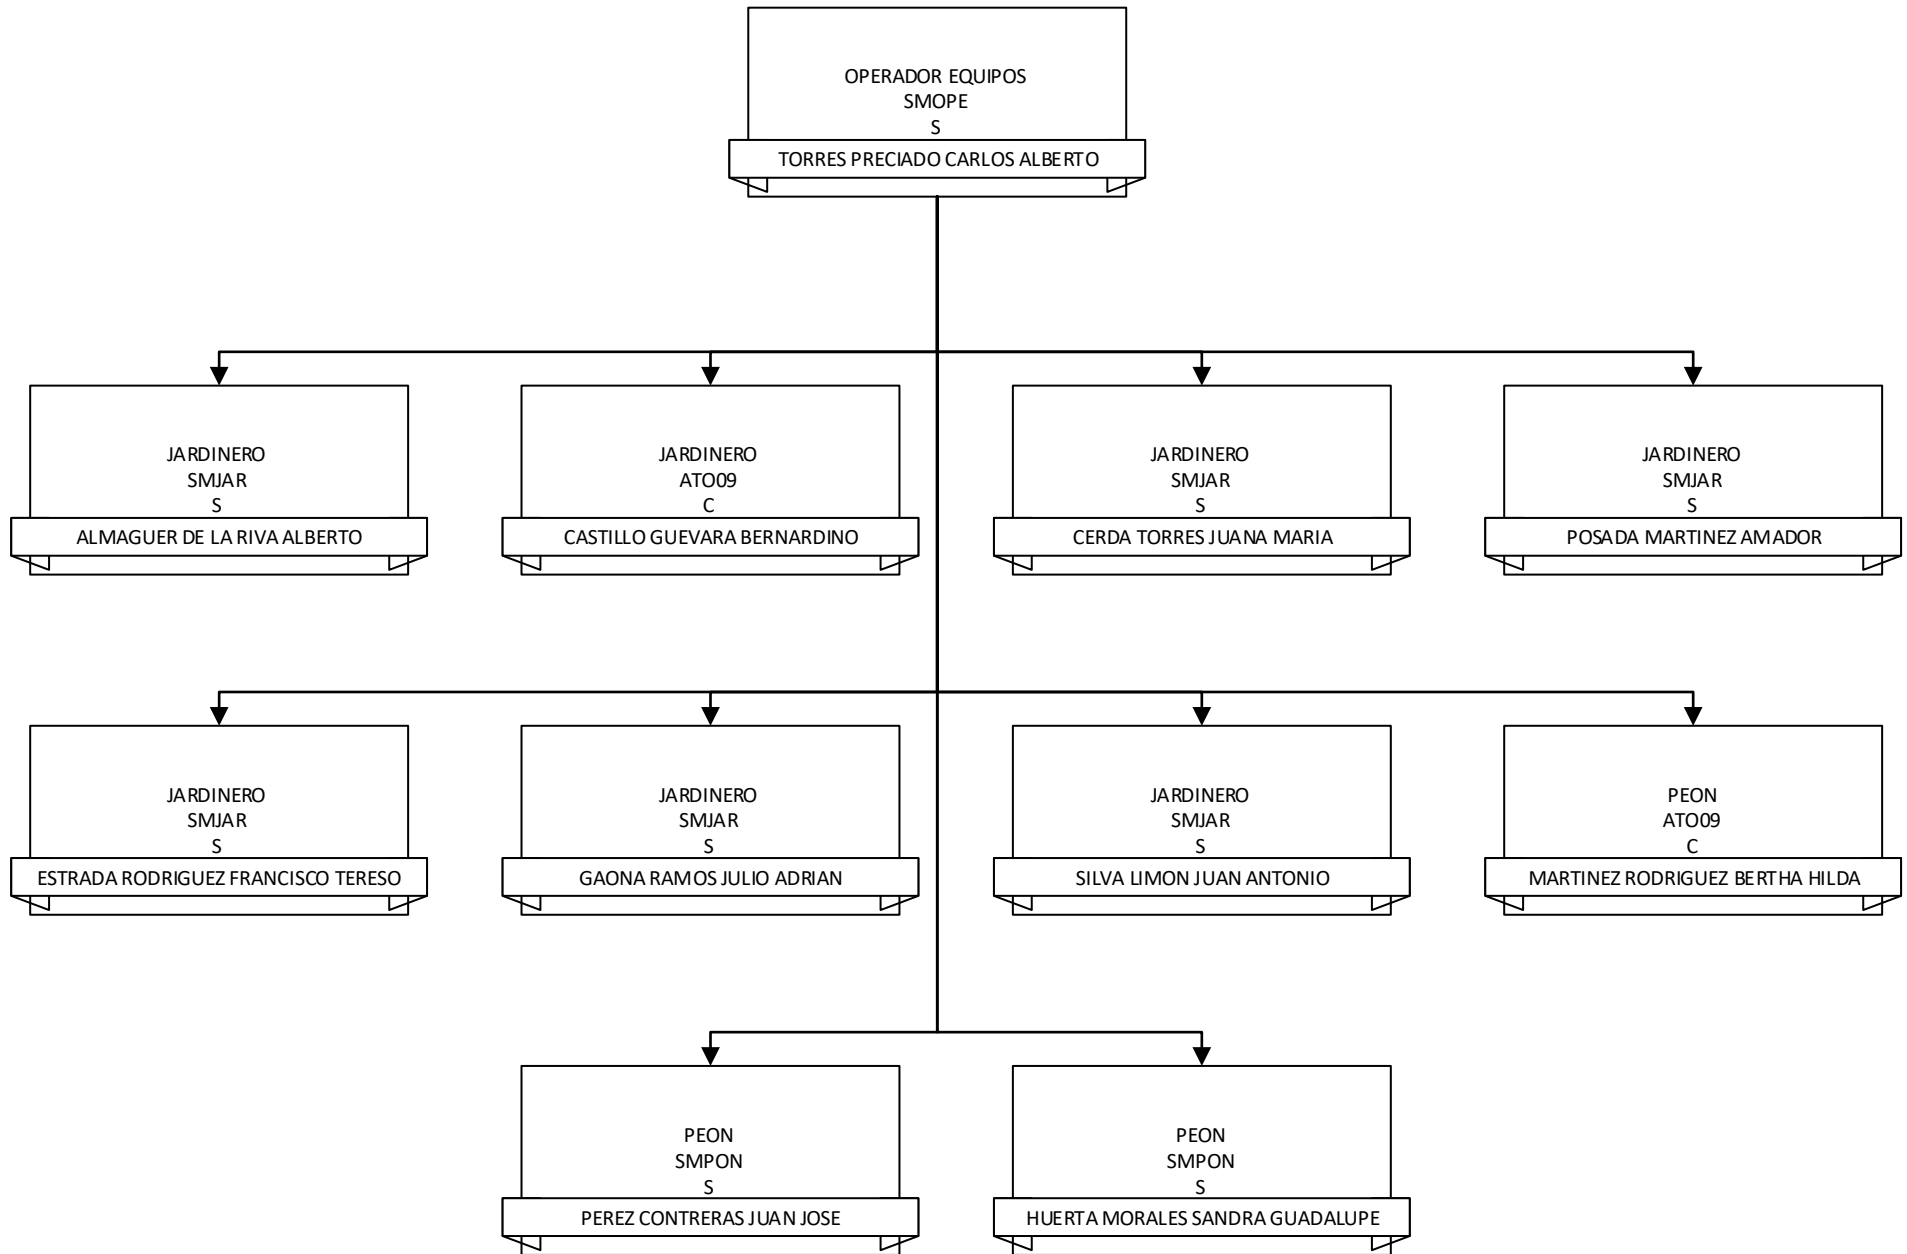 OPERADOR EQUIPOS
SMOPE
S
TORRES PRECIADO CARLOS ALBERTO
JARDINERO
SMJAR
S
ALMAGUER DE LA RIVA ALBERTO
JARDINERO
ATO09
C
CASTILLO GUEVARA BERNARDINO
JARDINERO
SMJAR
S
CERDA TORRES JUANA MARIA
JARDINERO
SMJAR
S
POSADA MARTINEZ AMADOR
JARDINERO
SMJAR
S
ESTRADA RODRIGUEZ FRANCISCO TERESO
JARDINERO
SMJAR
S
GAONA RAMOS JULIO ADRIAN
JARDINERO
SMJAR
S
SILVA LIMON JUAN ANTONIO
PEON
ATO09
C
MARTINEZ RODRIGUEZ BERTHA HILDA
PEON
SMPON
S
PEREZ CONTRERAS JUAN JOSE
PEON
SMPON
S
HUERTA MORALES SANDRA GUADALUPE